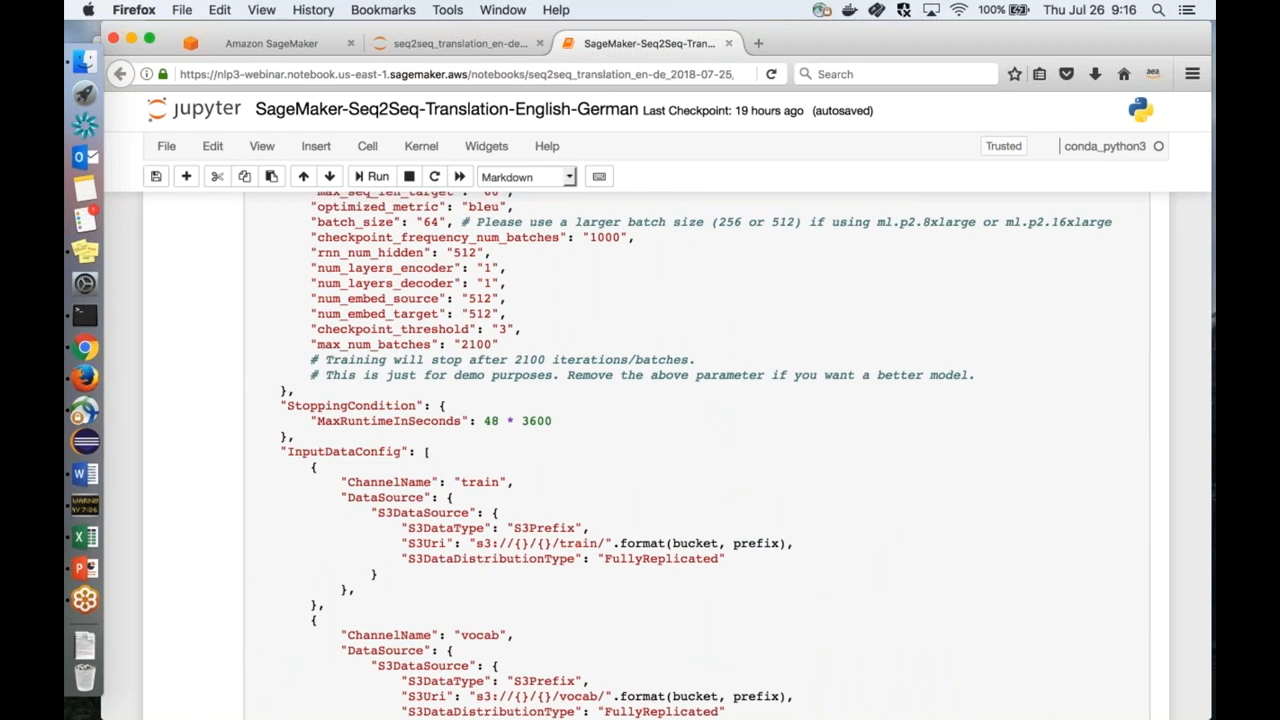 Firefox File Edit View History Bookmarks Tools Window Help 100% Thu Jul 26 9:16
Amazon SageMaker × seq2seq_translation_en-de... × SageMaker-Seq2Seq-Tran... × +
https://nlp3-webinar.notebook.us-east-1.sagemaker.aws/notebooks/seq2seq_translation_en-de_2018-07-25, Search aea
jupyter SageMaker-Seq2Seq-Translation-English-German Last Checkpoint: 19 hours ago (autosaved)
File Edit View Insert Cell Kernel Widgets Help Trusted conda_python3
Run Markdown
"max_seq_len_target": "60",
"optimized_metric": "bleu",
"batch_size": "64", # Please use a larger batch size (256 or 512) if using ml.p2.8xlarge or ml.p2.16xlarge
"checkpoint_frequency_num_batches": "1000",
"rnn_num_hidden": "512",
"num_layers_encoder": "1",
"num_layers_decoder": "1",
"num_embed_source": "512",
"num_embed_target": "512",
"checkpoint_threshold": "3",
"max_num_batches": "2100"
# Training will stop after 2100 iterations/batches.
# This is just for demo purposes. Remove the above parameter if you want a better model.
},
"StoppingCondition": {
"MaxRuntimeInSeconds": 48 * 3600
},
"InputDataConfig": [
{
"ChannelName": "train",
"DataSource": {
"S3DataSource": {
"S3DataType": "S3Prefix",
"S3Uri": "s3://{}/{}/train/".format(bucket, prefix),
"S3DataDistributionType": "FullyReplicated"
}
},
},
{
"ChannelName": "vocab",
"DataSource": {
"S3DataSource": {
"S3DataType": "S3Prefix",
"S3Uri": "s3://{}/{}/vocab/".format(bucket, prefix),
"S3DataDistributionType": "FullyReplicated"